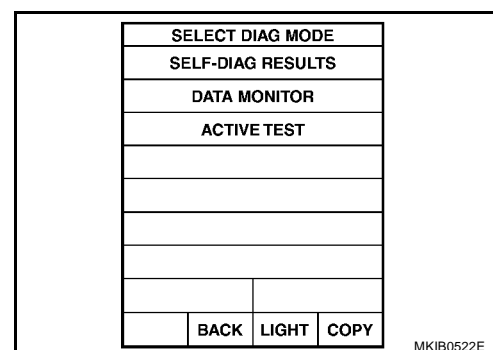 SELECT DIAG MODE
SELF-DIAG RESULTS
DATA MONITOR
ACTIVE TEST
BACK LIGHT COPY
MKIB0522E